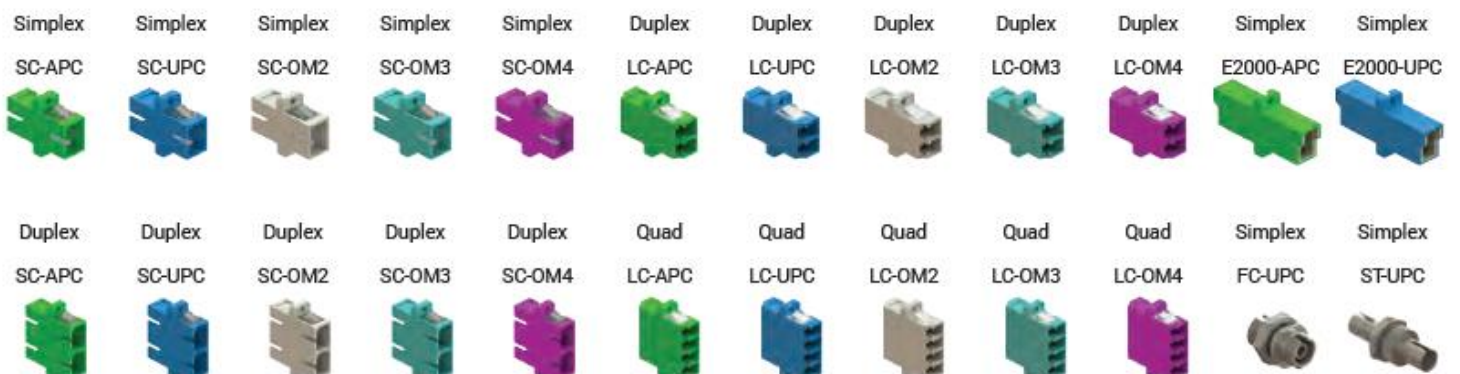 Simplex Simplex Simplex Simplex Simplex Duplex Duplex Duplex Duplex Duplex Simplex Simplex
SC-APC SC-UPC SC-OM2 SC-OM3 SC-OM4 LC-APC LC-UPC LC-OM2 LC-OM3 LC-OM4 E2000-APC E2000-UPC
Duplex Duplex Duplex Duplex Duplex Quad Quad Quad Quad Quad Simplex Simplex
SC-APC SC-UPC SC-OM2 SC-OM3 SC-OM4 LC-APC LC-UPC LC-OM2 LC-OM3 LC-OM4 FC-UPC ST-UPC